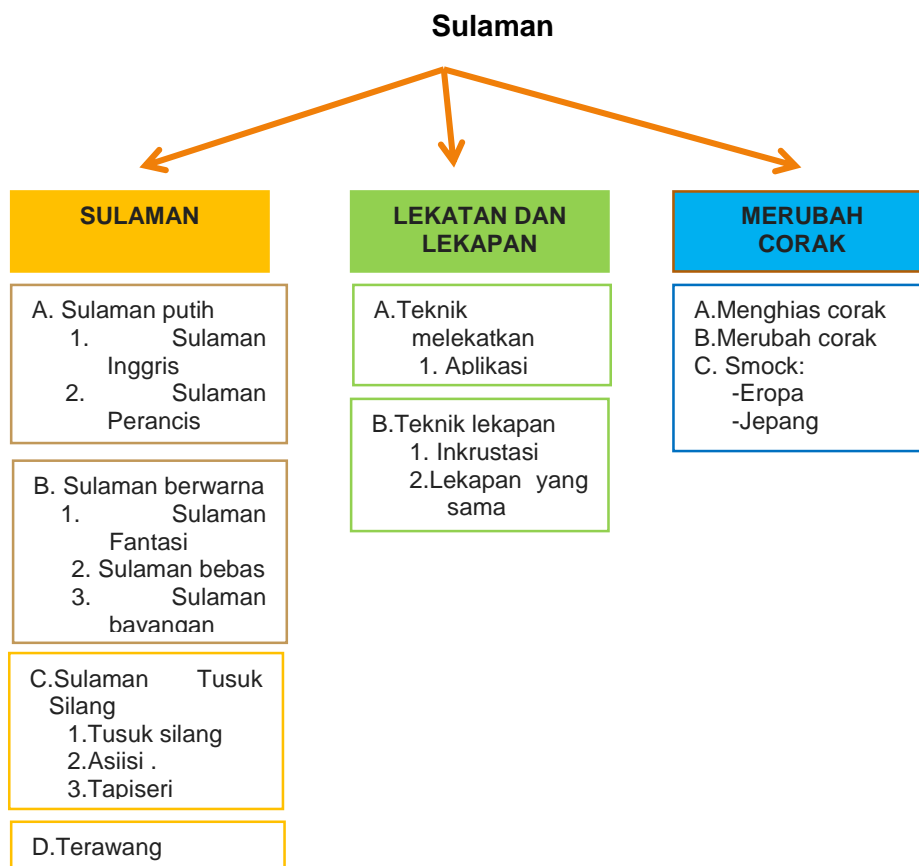 Sulaman
SULAMAN
A. Sulaman putih
1. Sulaman
Inggris
2. Sulaman
Perancis
B. Sulaman berwarna
1. Sulaman
Fantasi
2. Sulaman bebas
3. Sulaman
bayangan
C.Sulaman Tusuk
Silang
1.Tusuk silang
2.Asiisi .
3.Tapiseri
D.Terawang
LEKATAN DAN
LEKAPAN
A.Teknik
melekatkan
1. Aplikasi
B.Teknik lekapan
1. Inkrustasi
2.Lekapan yang
sama
MERUBAH
CORAK
A.Menghias corak
B.Merubah corak
C. Smock:
-Eropa
-Jepang